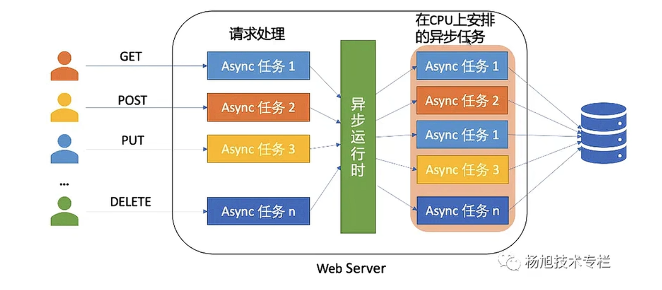 请求处理
在CPU上安排
的异步任务
GET
Async 任务 1
Async 任务 1
POST
Async 任务 2
Async 任务 2
异步运行时
PUT
Async 任务 3
Async 任务 1
...
Async 任务 3
DELETE
Async 任务 n
Async 任务 n
Web Server
杨旭技术专栏